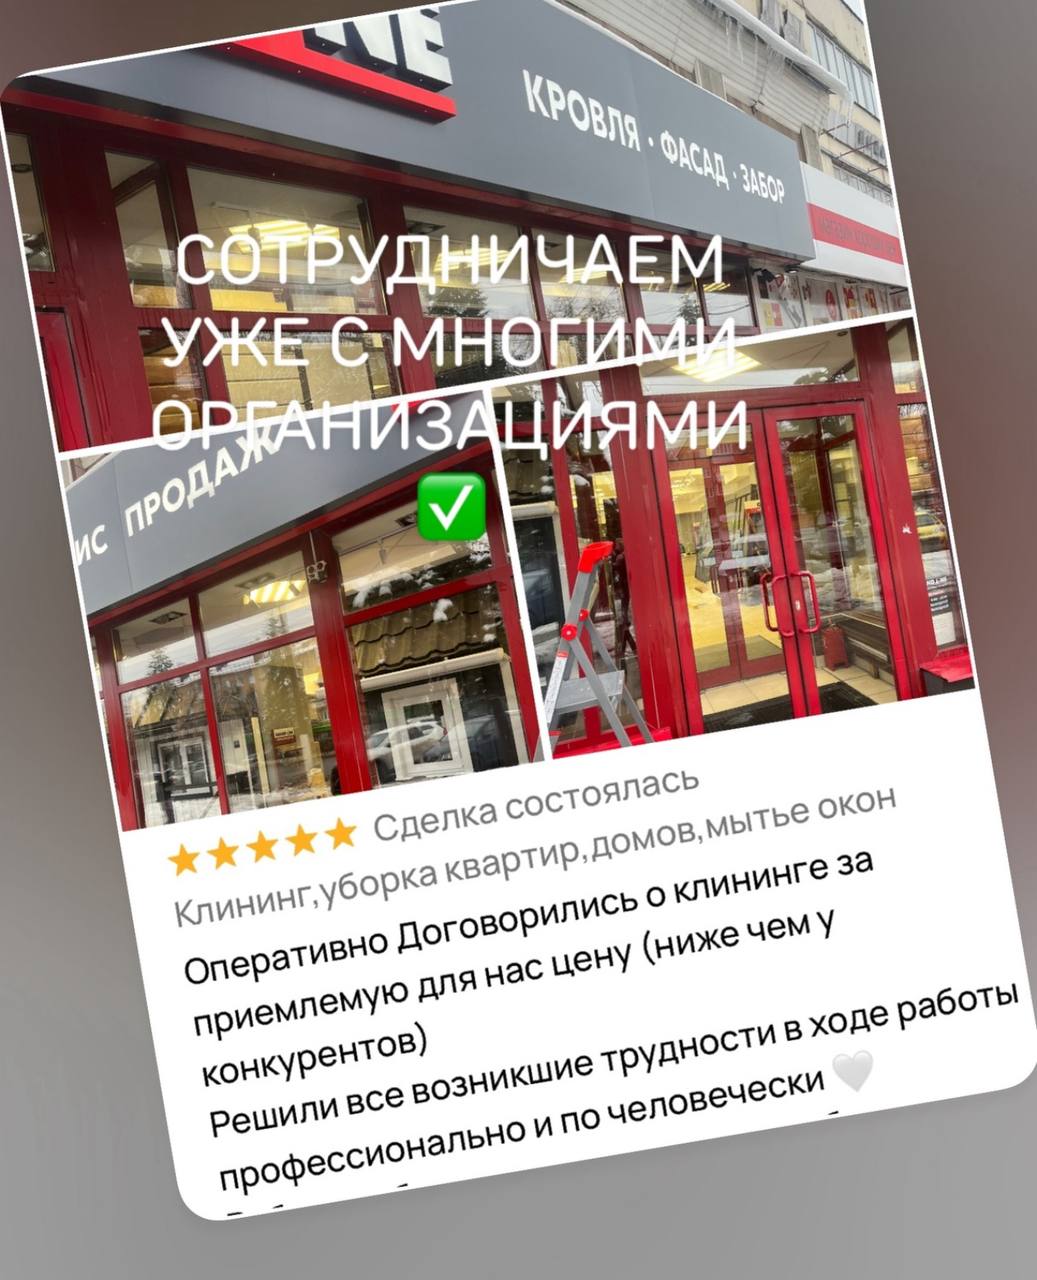 NE
КРОВЛЯ · ФАСАД · ЗАБОР
СОТРУДНИЧАЕМ
УЖЕ С МНОГИМИ
ОРГАНИЗАЦИЯМИ
✅
ИС ПРОДАЖ
Сделка состоялась
Клининг,уборка квартир,домов,мытье окон
Оперативно Договорились о клининге за
приемлемую для нас цену (ниже чем у
конкурентов)
Решили все возникшие трудности в ходе работы
профессионально и по человечески 🤍